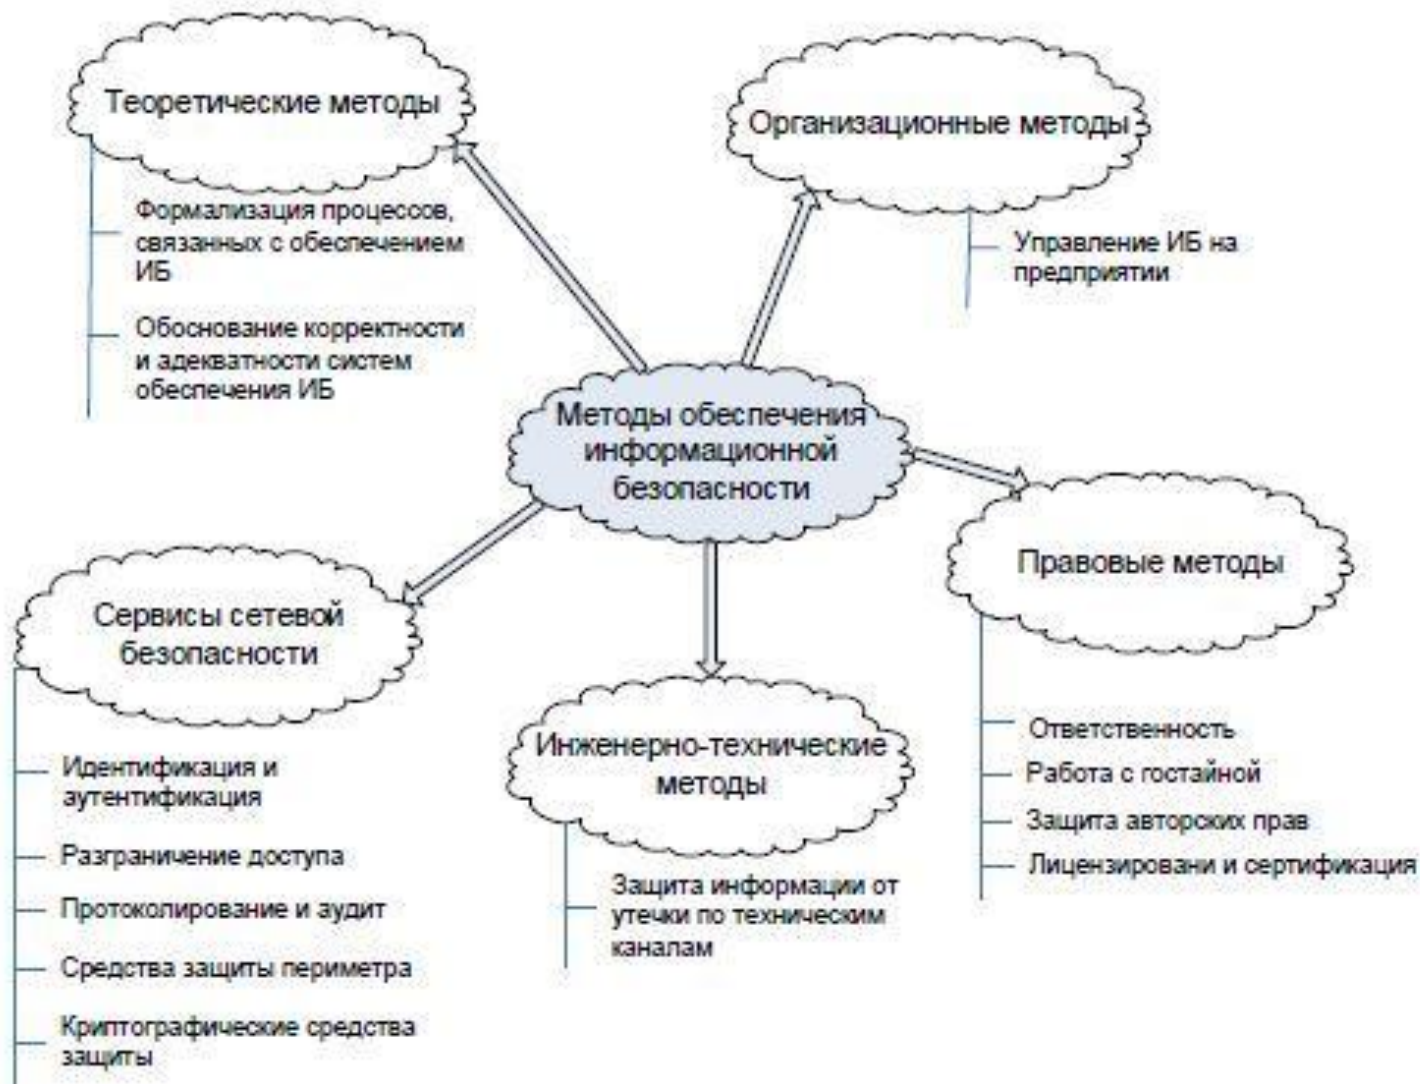 Теоретические методы
Формализация процессов,
связанных с обеспечением
ИБ
Обоснование корректности
и адекватности систем
обеспечения ИБ
Организационные методы
Управление ИБ на
предприятии
Методы обеспечения
информационной
безопасности
Правовые методы
Ответственность
Работа с гостайной
Защита авторских прав
Лицензировани и сертификация
Сервисы сетевой
безопасности
Идентификация и
аутентификация
Разграничение доступа
Протоколирование и аудит
Средства защиты периметра
Криптографические средства
защиты
Инженерно-технические
методы
Защита информации от
утечки по техническим
каналам